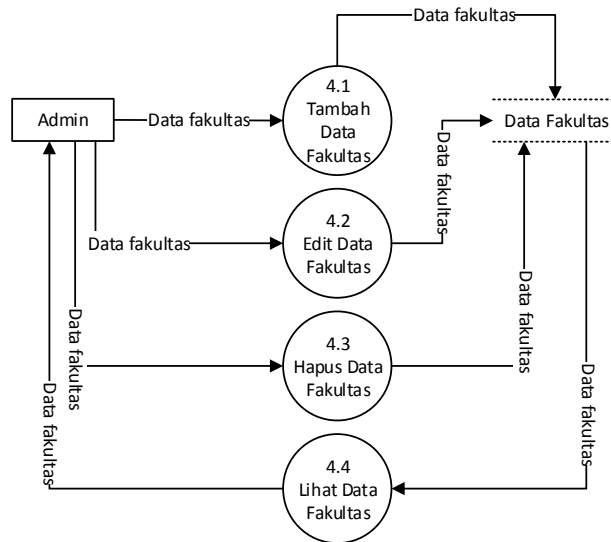 Data fakultas
4.1
Tambah
Data
Fakultas
Admin
Data fakultas
Data Fakultas
Data fakultas
4.2
Edit Data
Fakultas
Data fakultas
Data fakultas
4.3
Hapus Data
Fakultas
Data fakultas
Data fakultas
Data fakultas
Data fakultas
4.4
Lihat Data
Fakultas